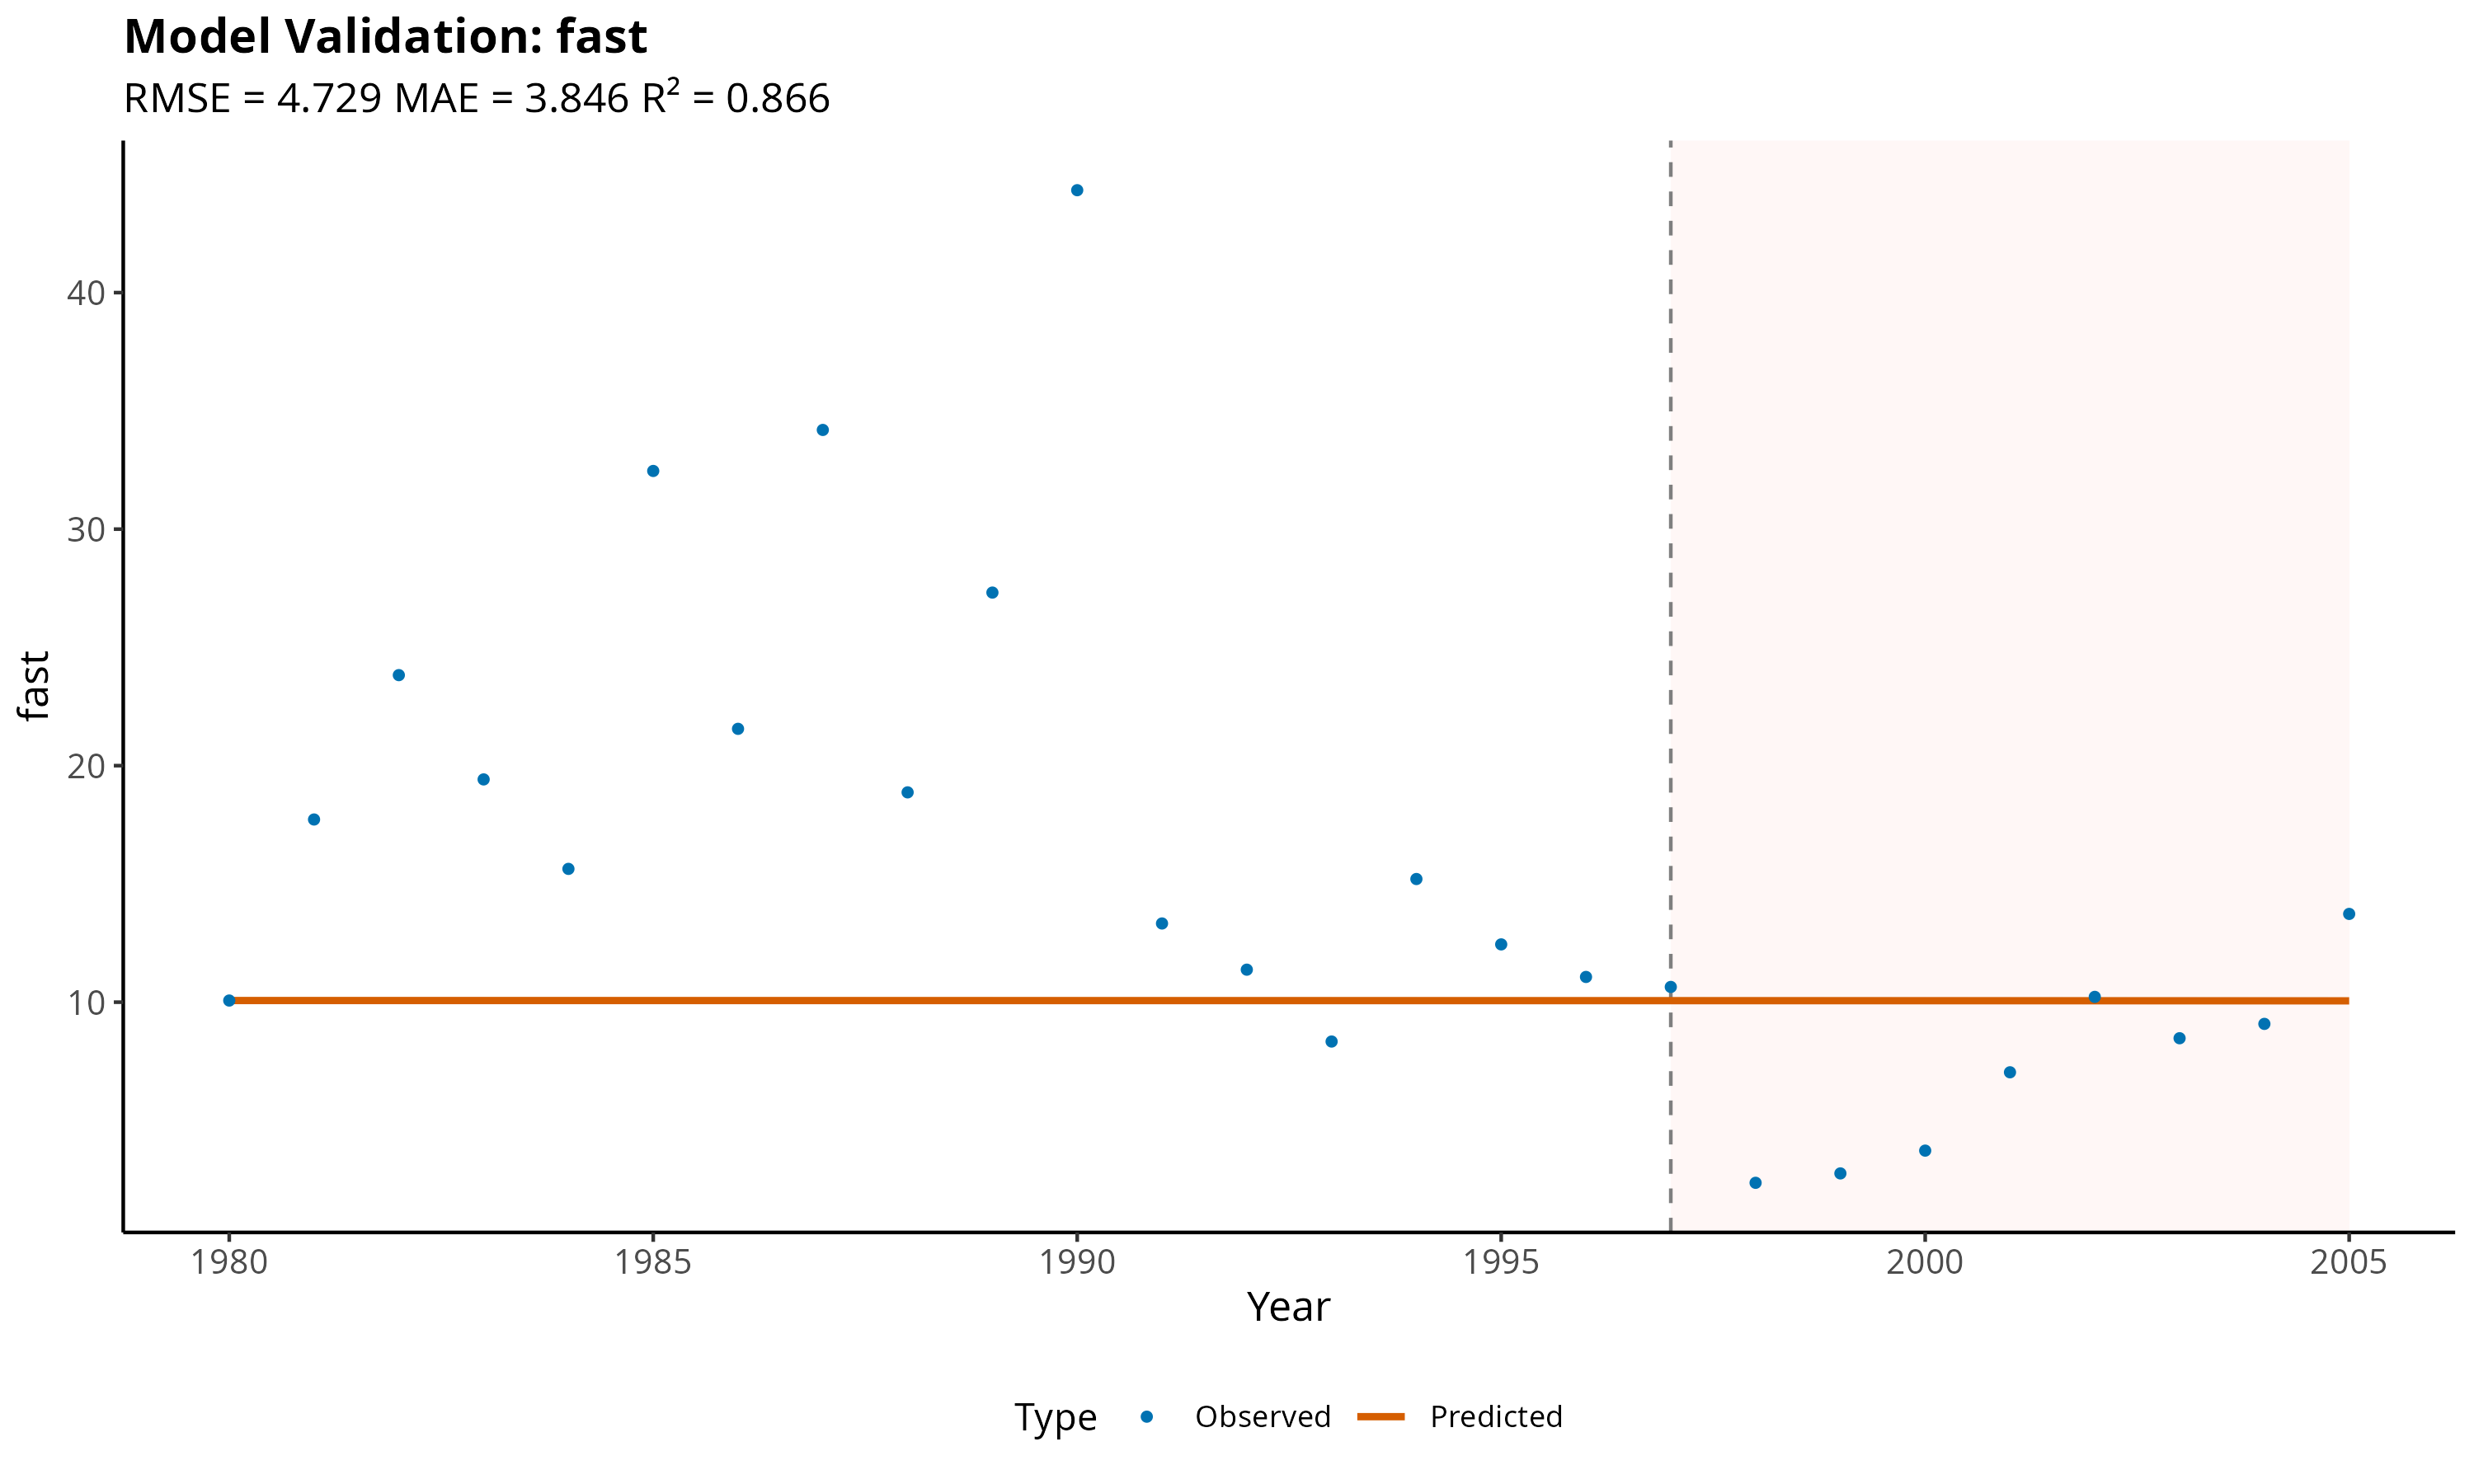 Model Validation: fast
RMSE = 4.729 MAE = 3.846 R² = 0.866
fast
40
30
20
10
1980 1985 1990 1995 2000 2005
Year
Type Observed Predicted